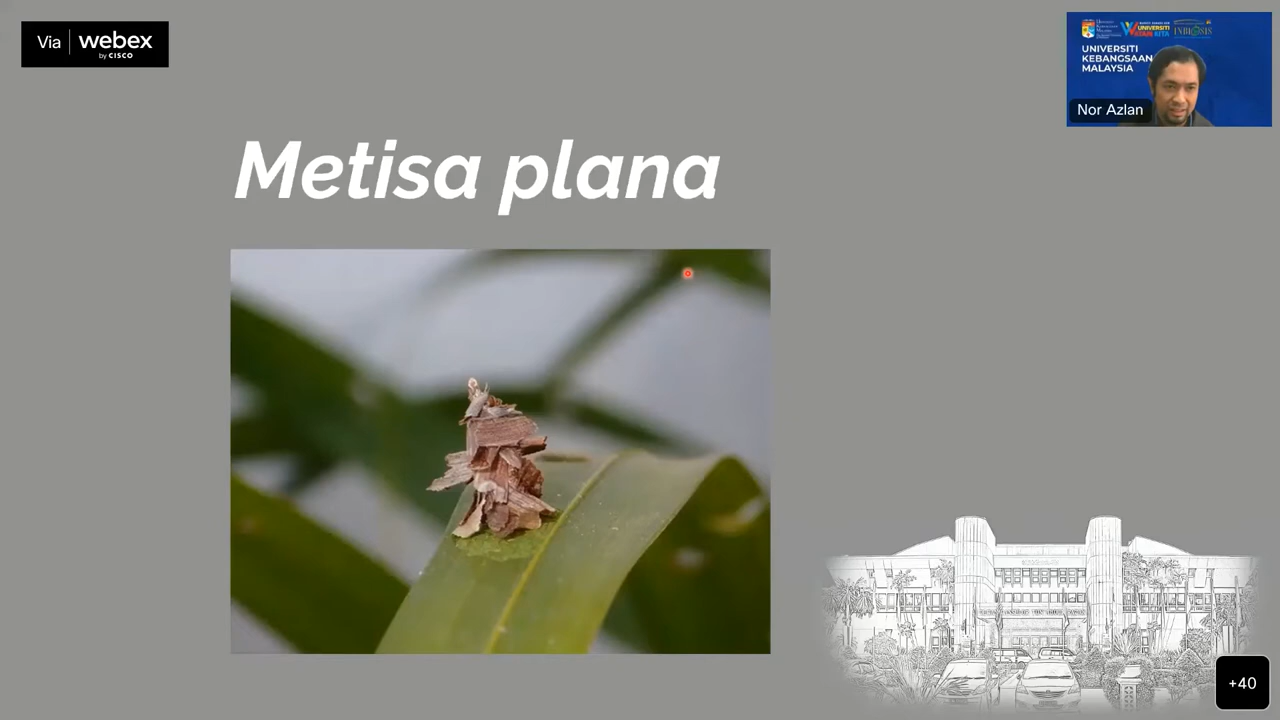 Via webex
by CISCO
UNIVERSITI
KEBANGSAAN
MALAYSIA
Nor Azlan
Metisa plana
+40